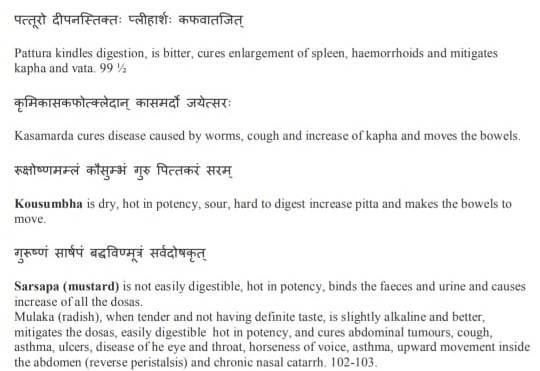 पत्तूरो दीपनस्तिक्तः प्लीहार्शः कफवातजित्
Pattura kindles digestion, is bitter, cures enlargement of spleen, haemorrhoids and mitigates
kapha and vata. 99 ½
कृमिकासकफोत्क्लेदान् कासमर्दो जयेत्सरः
Kasamarda cures disease caused by worms, cough and increase of kapha and moves the bowels.
रूक्षोष्णमम्लं कौसुम्भं गुरु पित्तकरं सरम्
Kousumbha is dry, hot in potency, sour, hard to digest increase pitta and makes the bowels to
move.
गुरूष्णं सार्षपं बद्धविण्मूत्रं सर्वदोषकृत्
Sarsapa (mustard) is not easily digestible, hot in potency, binds the faeces and urine and causes
increase of all the dosas.
Mulaka (radish), when tender and not having definite taste, is slightly alkaline and better,
mitigates the dosas, easily digestible hot in potency, and cures abdominal tumours, cough,
asthma, ulcers, disease of he eye and throat, horseness of voice, asthma, upward movement inside
the abdomen (reverse peristalsis) and chronic nasal catarrh. 102-103.